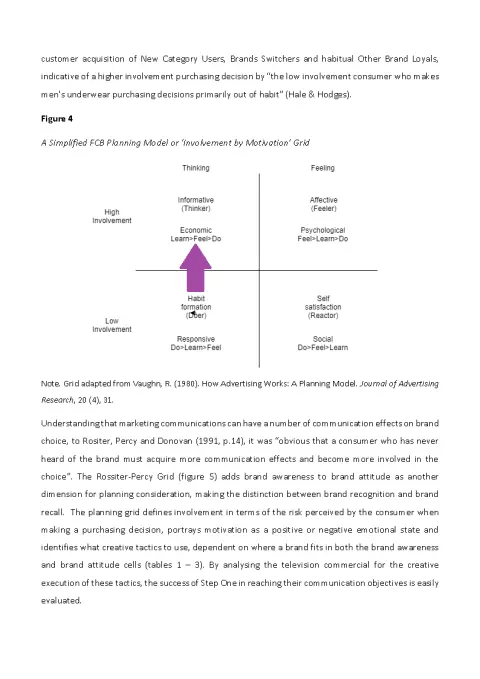 customer acquisition of New Category Users, Brands Switchers and habitual Other Brand Loyals,
indicative of a higher involvement purchasing decision by "the low involvement consumer who makes
men's underwear purchasing decisions primarily out of habit" (Hale & Hodges).
Figure 4
A Simplified FCB Planning Model or 'Involvement by Motivation' Grid
Thinking
Feeling
High
Involvement
Informative
(Thinker)
Economic
Learn>Feel>Do
Affective
(Feeler)
Psychological
Feel>Learn>Do
Low
Involvement
Habit
formation
(Doer)
Responsive
Do>Learn>Feel
Self
satisfaction
(Reactor)
Social
Do>Feel>Learn
Note. Grid adapted from Vaughn, R. (1980). How Advertising Works: A Planning Model. Journal of Advertising
Research, 20 (4), 31.
Understanding that marketing communications can have a number of communication effects on brand
choice, to Rositer, Percy and Donovan (1991, p.14), it was "obvious that a consumer who has never
heard of the brand must acquire more communication effects and become more involved in the
choice". The Rossiter-Percy Grid (figure 5) adds brand awareness to brand attitude as another
dimension for planning consideration, making the distinction between brand recognition and brand
recall. The planning grid defines involvement in terms of the risk perceived by the consumer when
making a purchasing decision, portrays motivation as a positive or negative emotional state and
identifies what creative tactics to use, dependent on where a brand fits in both the brand awareness
and brand attitude cells (tables 1 – 3). By analysing the television commercial for the creative
execution of these tactics, the success of Step One in reaching their communication objectives is easily
evaluated.